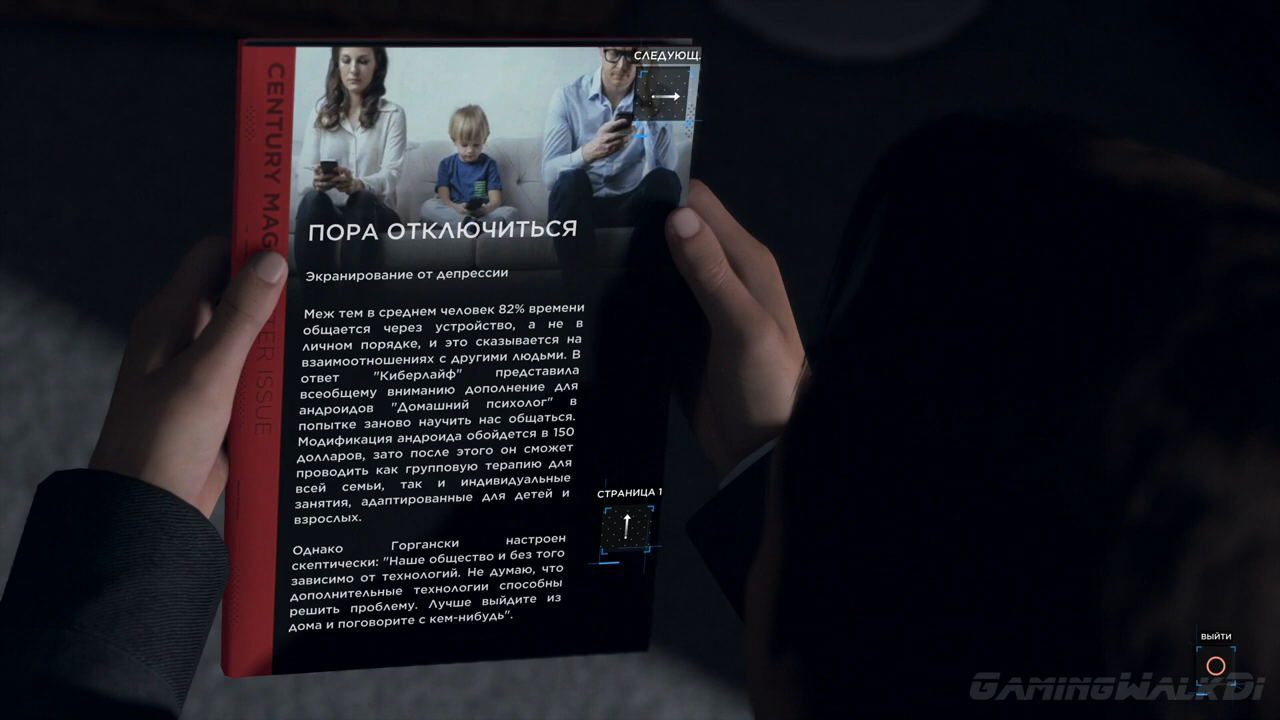 СЛЕДУЮЩ.
CENTURY MAG
TER ISSUE
ПОРА ОТКЛЮЧИТЬСЯ
Экранирование от депрессии
Меж тем в среднем человек 82% времени
общается через устройство, а не в
личном порядке, и это сказывается на
взаимоотношениях с другими людьми. В
ответ "Киберлайф" представила
всеобщему вниманию дополнение для
андроидов "Домашний психолог" в
попытке заново научить нас общаться.
Модификация андроида обойдется в 150
долларов, зато после этого он сможет
проводить как групповую терапию для
всей семьи, так и индивидуальные
занятия, адаптированные для детей и
взрослых.
Однако Горгански настроен
скептически: "Наше общество и без того
зависимо от технологий. Не думаю, что
дополнительные технологии способны
решить проблему. Лучше выйдите из
дома и поговорите с кем-нибудь".
СТРАНИЦА 1
ВЫЙТИ
GAMINGWALKDI